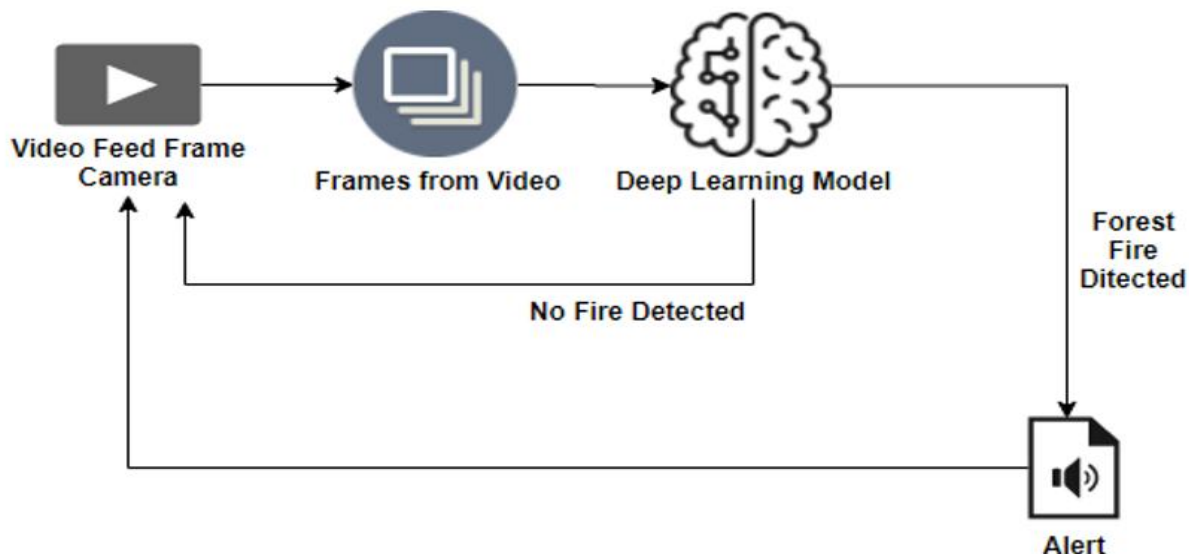 Video Feed Frame
Camera
Frames from Video
Deep Learning Model
Forest
Fire
Ditected
No Fire Detected
Alert